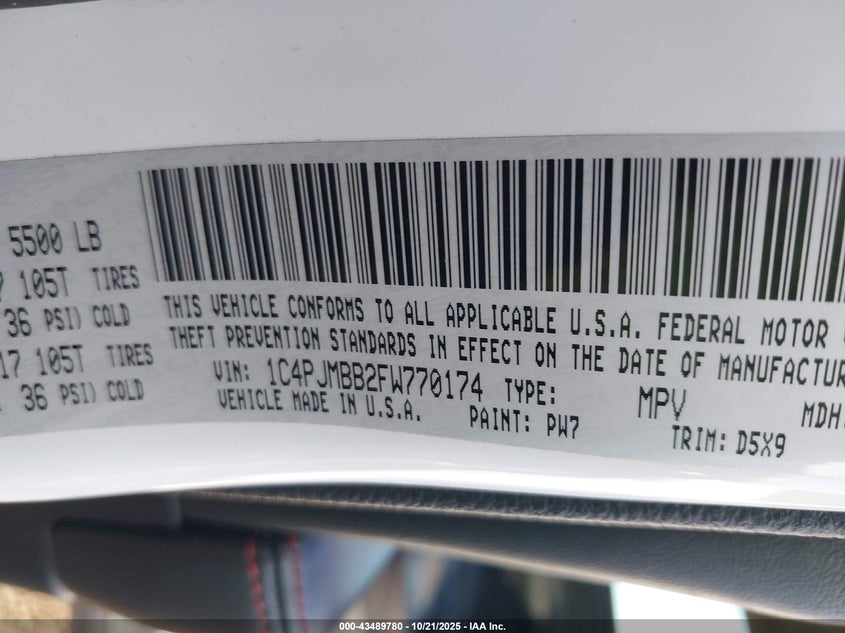 5500 LB
105T TIRES
36 PSI) COLD
17 105T TIRES
36 PSI) COLD
THIS VEHICLE CONFORMS TO ALL APPLICABLE U.S.A. FEDERAL MOTOR
THEFT PREVENTION STANDARDS IN EFFECT ON THE DATE OF MANUFACTUR
VIN: 1C4PJMBB2FW770174 TYPE: MPV MDH:
VEHICLE MADE IN U.S.A. PAINT: PW7 TRIM: D5X9
000-43489780 - 10/21/2025 - IAA Inc.